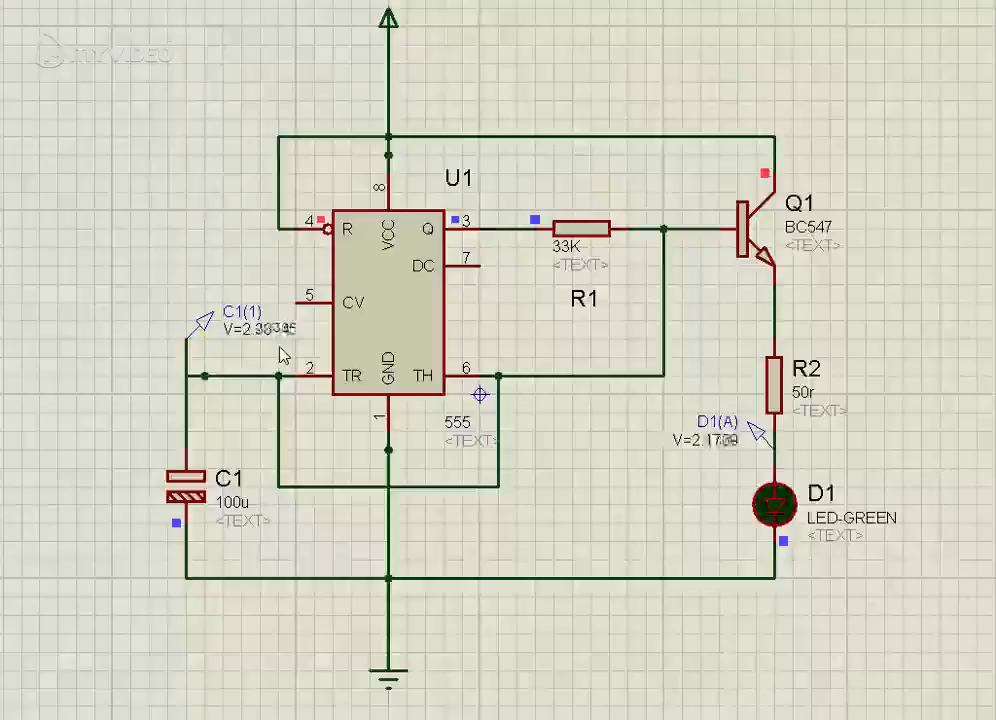 MYVIDEO
U1
8
4
R
VCC
Q
3
Q1
BC547
<TEXT>
33K
<TEXT>
R1
DC
7
5
CV
C1(1)
2
TR
GND
TH
6
1
555
<TEXT>
R2
50r
<TEXT>
D1(A)
C1
100u
<TEXT>
D1
LED-GREEN
<TEXT>